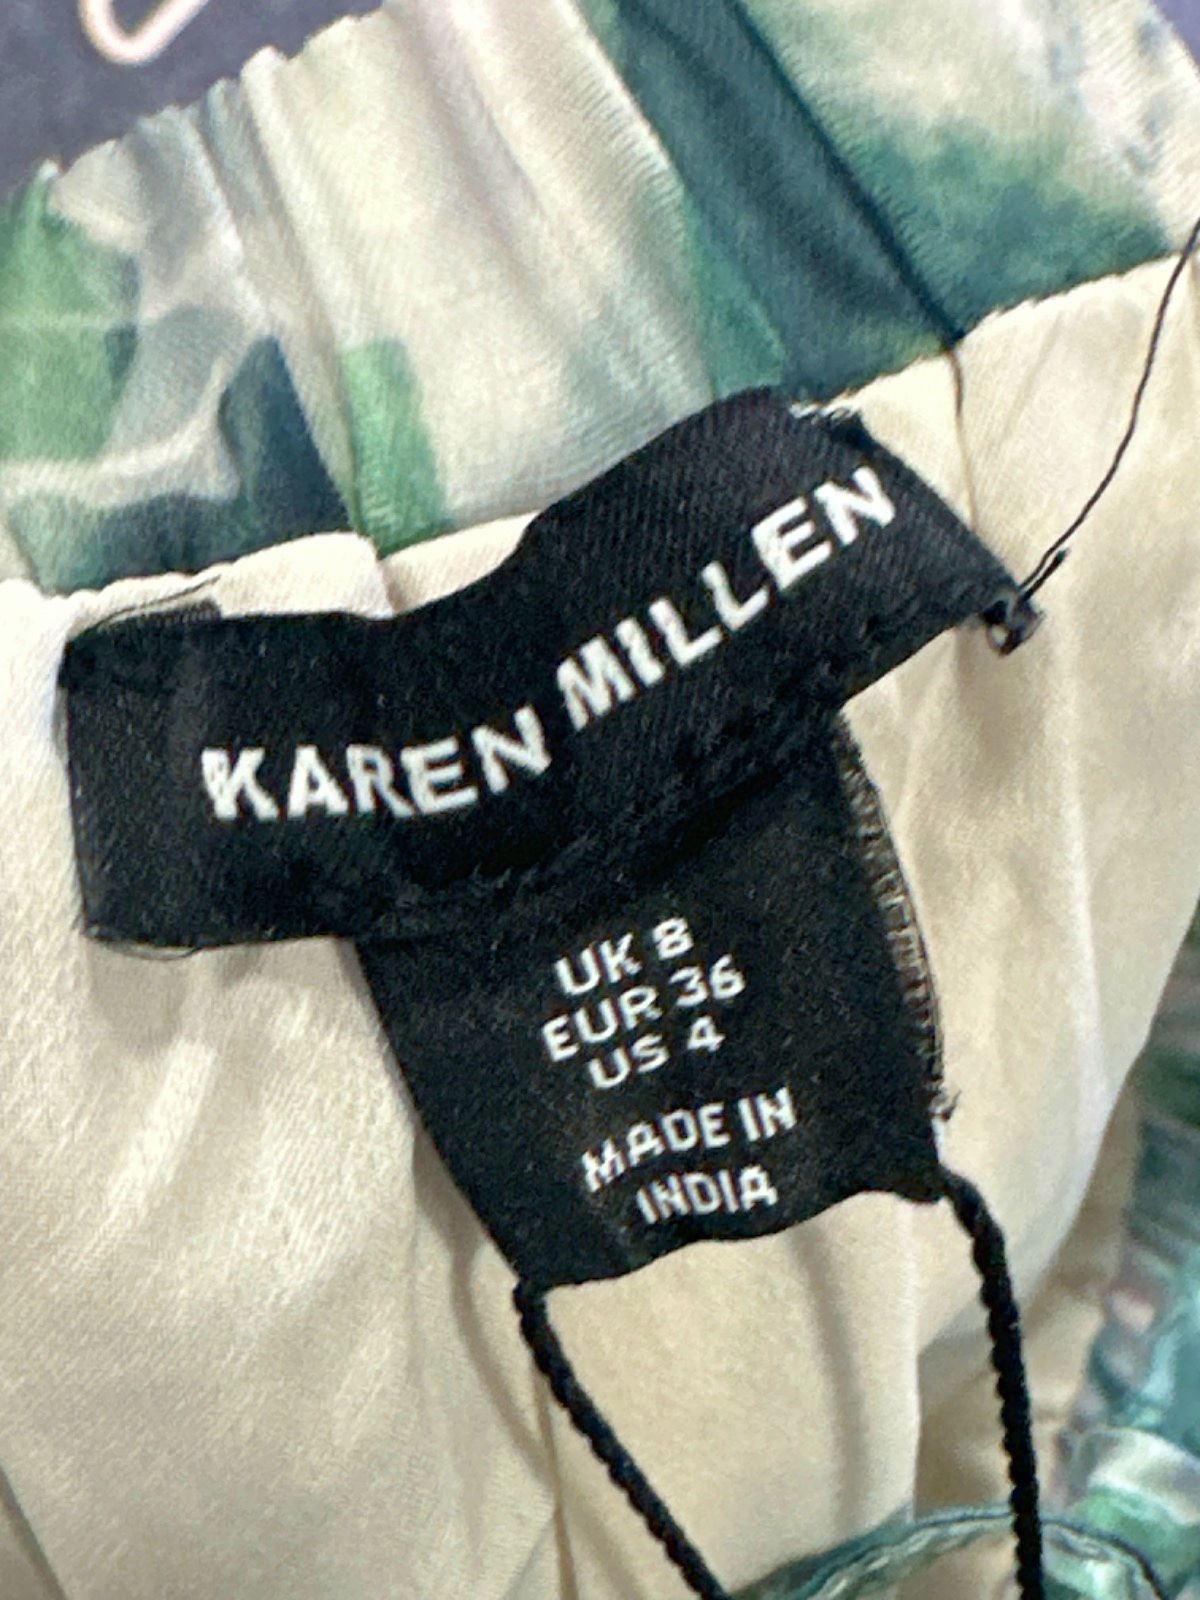 KAREN MILLEN
UK 8
EUR 36
US 4
MADE IN
INDIA